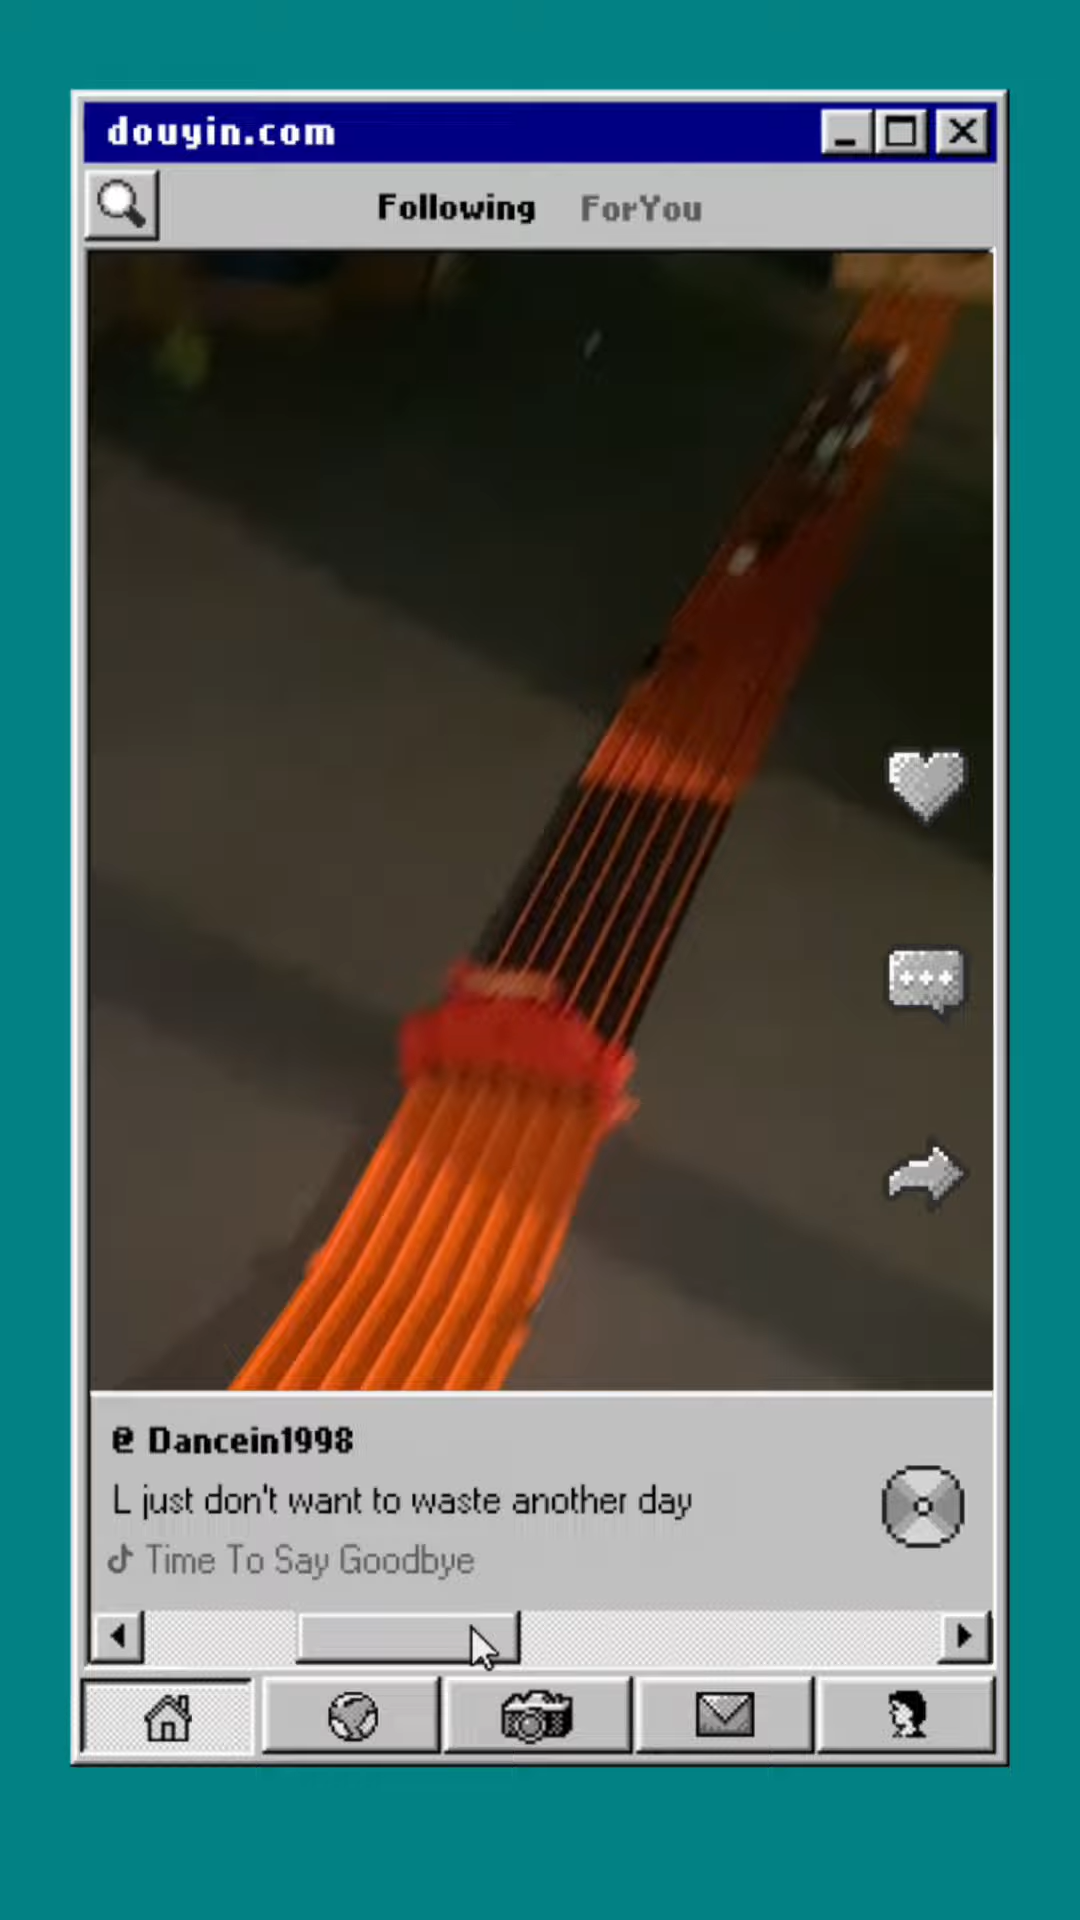 douyin.com
Following ForYou
@ Dancein1998
L just don't want to waste another day
Time To Say Goodbye